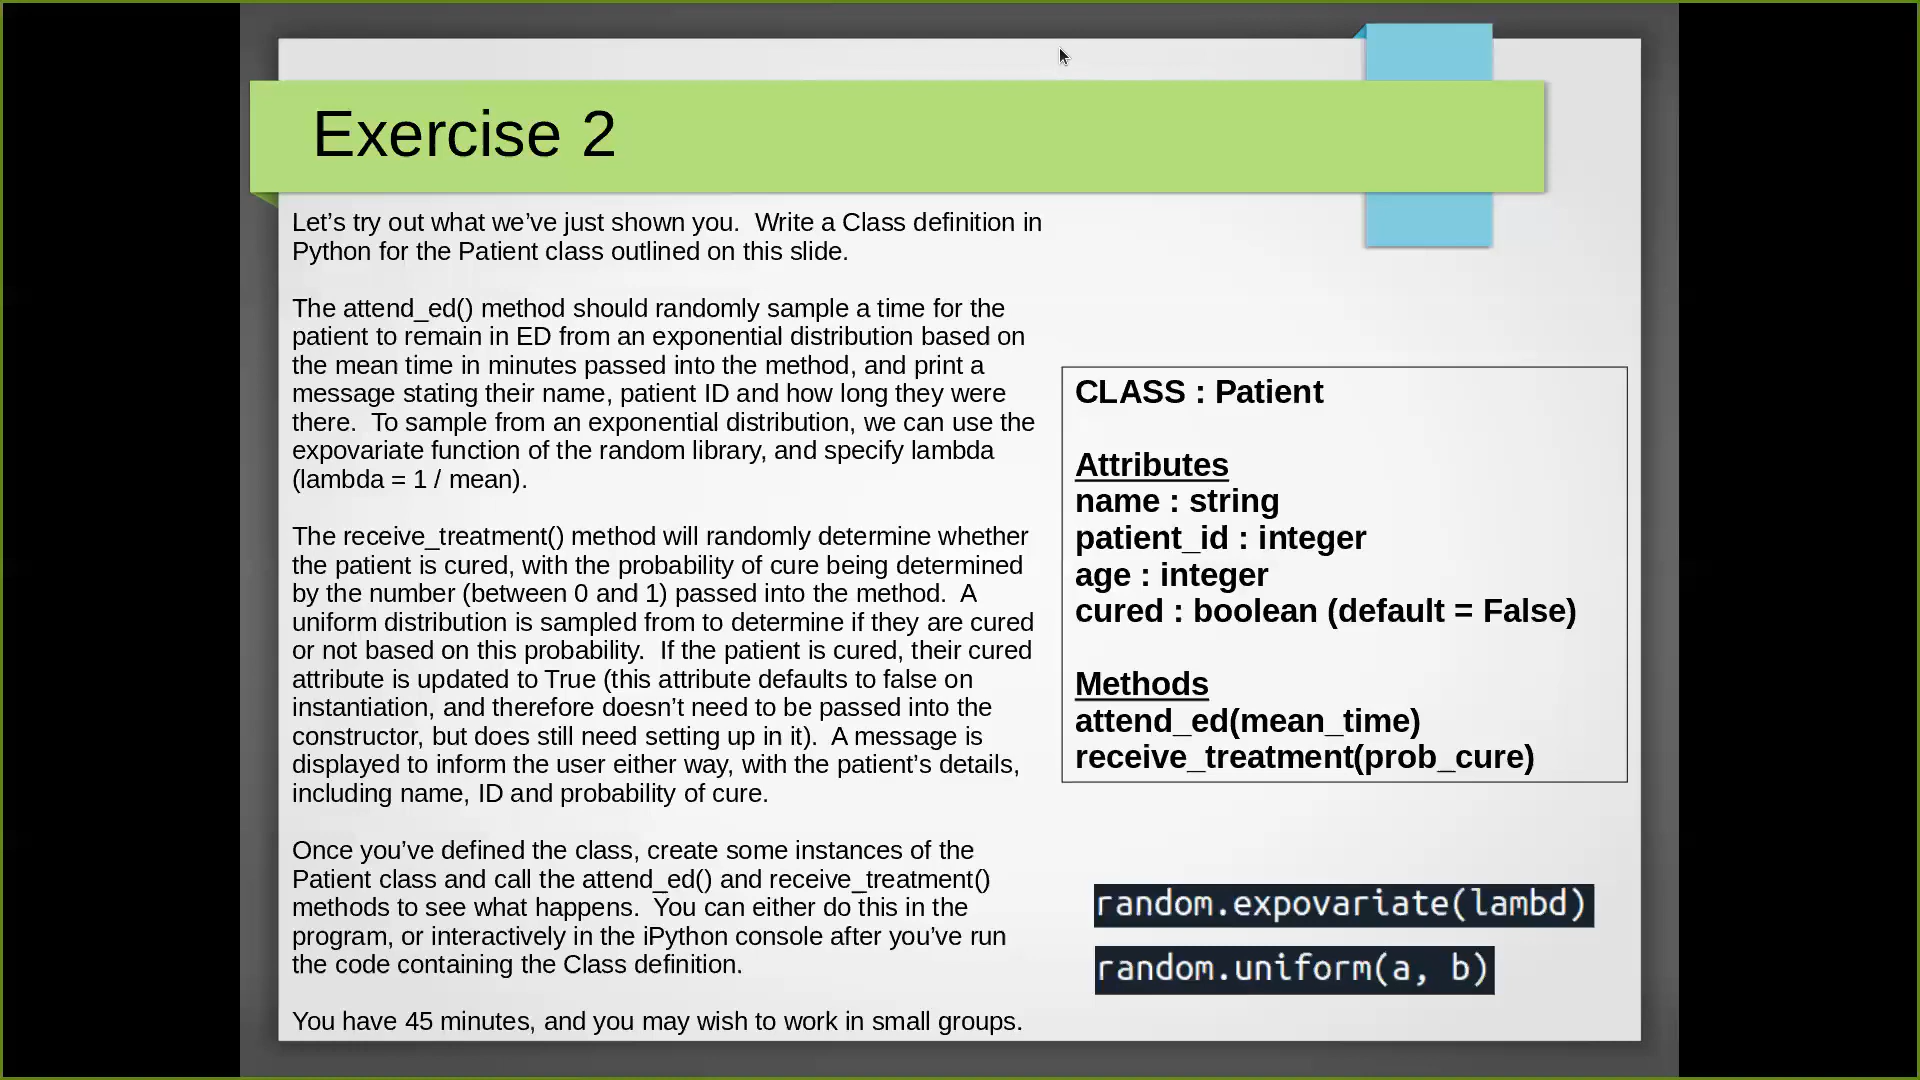 Exercise 2
Let’s try out what we’ve just shown you.  Write a Class definition in
Python for the Patient class outlined on this slide.
The attend_ed() method should randomly sample a time for the
patient to remain in ED from an exponential distribution based on
the mean time in minutes passed into the method, and print a
message stating their name, patient ID and how long they were
there.  To sample from an exponential distribution, we can use the
expovariate function of the random library, and specify lambda
(lambda = 1 / mean).
The receive_treatment() method will randomly determine whether
the patient is cured, with the probability of cure being determined
by the number (between 0 and 1) passed into the method.  A
uniform distribution is sampled from to determine if they are cured
or not based on this probability.  If the patient is cured, their cured
attribute is updated to True (this attribute defaults to false on
instantiation, and therefore doesn’t need to be passed into the
constructor, but does still need setting up in it).  A message is
displayed to inform the user either way, with the patient’s details,
including name, ID and probability of cure.
Once you’ve defined the class, create some instances of the
Patient class and call the attend_ed() and receive_treatment()
methods to see what happens.  You can either do this in the
program, or interactively in the iPython console after you’ve run
the code containing the Class definition.
You have 45 minutes, and you may wish to work in small groups.
CLASS : Patient
Attributes
name : string
patient_id : integer
age : integer
cured : boolean (default = False)
Methods
attend_ed(mean_time)
receive_treatment(prob_cure)
random.expovariate(lambd)
random.uniform(a, b)